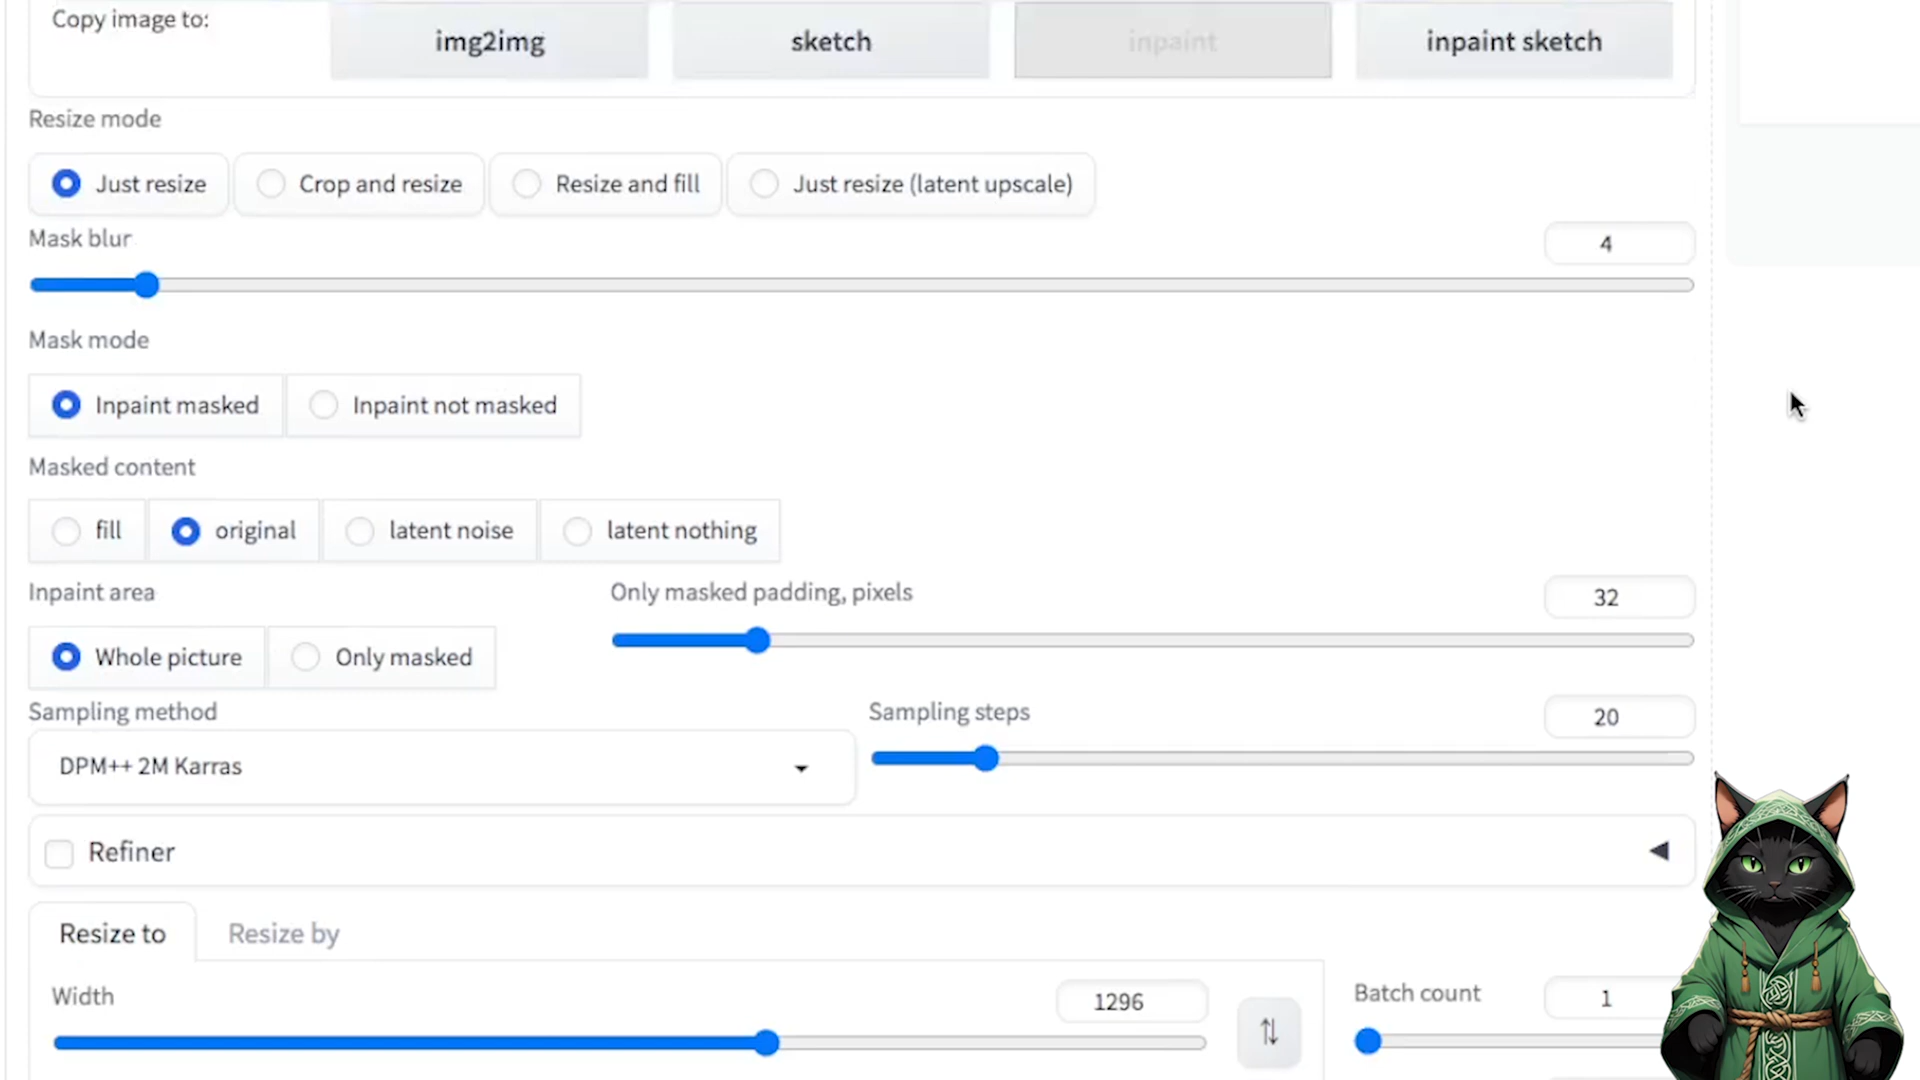 Copy image to:
img2img
sketch
inpaint
inpaint sketch
Resize mode
Just resize
Crop and resize
Resize and fill
Just resize (latent upscale)
Mask blur
4
Mask mode
Inpaint masked
Inpaint not masked
Masked content
fill
original
latent noise
latent nothing
Inpaint area
Whole picture
Only masked
Only masked padding, pixels
32
Sampling method
DPM++ 2M Karras
Sampling steps
20
Refiner
Resize to
Resize by
Width
1296
Batch count
1